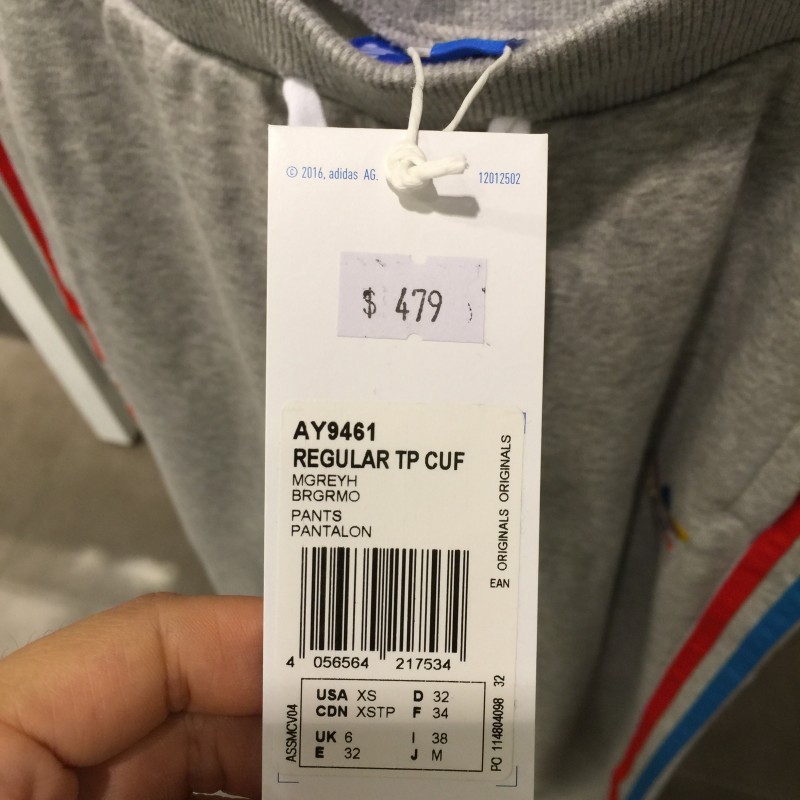 © 2016, adidas AG.
12012502
$ 479
AY9461
REGULAR TP CUF
MGREYH
BRGRMO
PANTS
PANTALON
ORIGINALS ORIGINALS
EAN
4 056564 217534
USA XS D 32
CDN XSTP F 34
UK 6 I 38
E 32 J M
ASSMCV04
PO 114804098 32